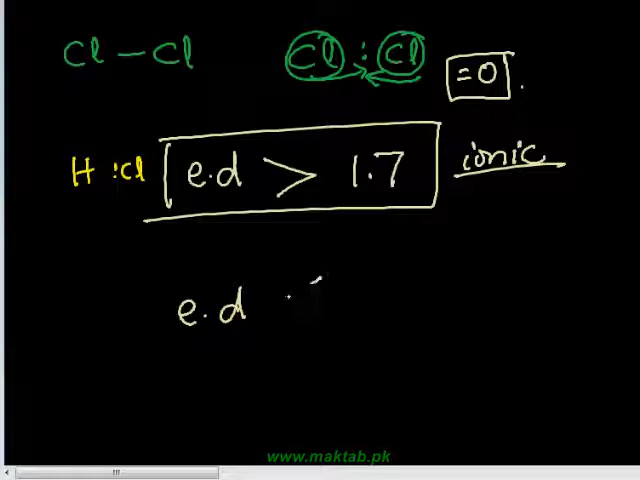 Cl — Cl Cl : Cl = 0 .
H :Cl e.d > 1.7 ionic
e.d
www.maktab.pk